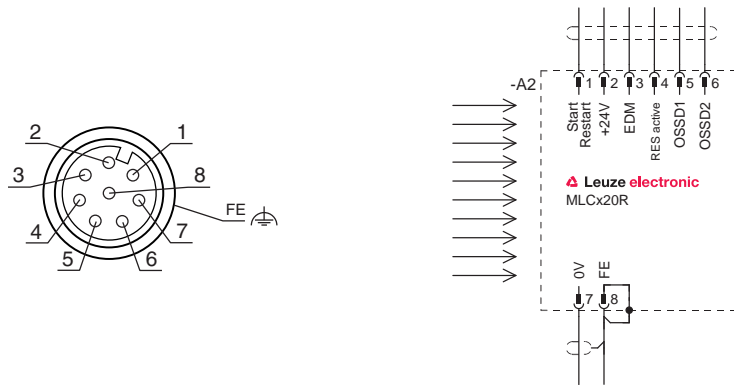 2
1
3
8
4
7
5
6
FE
-A2
1 2 3 4 5 6
Start
Restart
+24V
EDM
RES active
OSSD1
OSSD2
Leuze electronic
MLCx20R
0V
FE
7 8